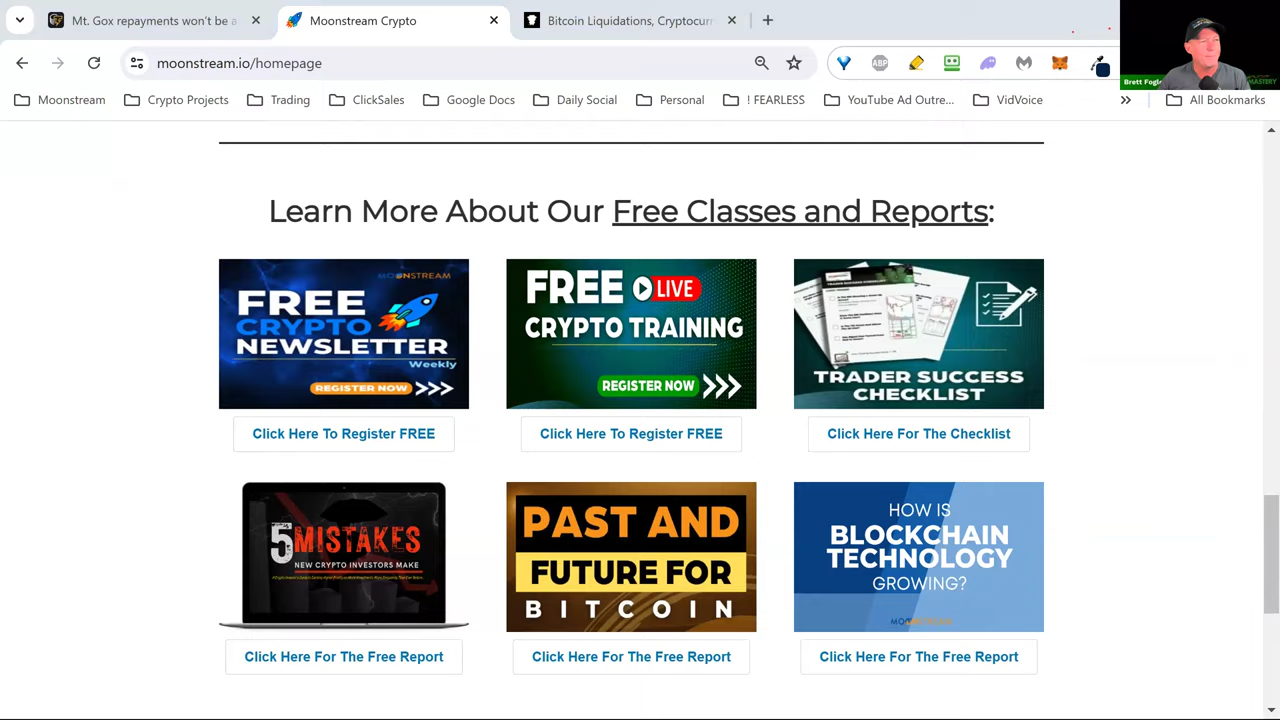 Mt. Gox repayments won't be a
Moonstream Crypto
Bitcoin Liquidations, Cryptocurr
moonstream.io/homepage
ABP
Brett Fogle
MASTERY
Moonstream
Crypto Projects
Trading
ClickSales
Google Docs
Daily Social
Personal
! FEARLESS
YouTube Ad Outre...
VidVoice
All Bookmarks
Learn More About Our Free Classes and Reports:
MOONSTREAM
FREE
CRYPTO
NEWSLETTER
Weekly
REGISTER NOW >>>
FREE LIVE
CRYPTO TRAINING
REGISTER NOW >>>
TRADER SUCCESS
CHECKLIST
Click Here To Register FREE
Click Here To Register FREE
Click Here For The Checklist
5 MISTAKES
NEW CRYPTO INVESTORS MAKE
PAST AND
FUTURE FOR
BITCOIN
HOW IS
BLOCKCHAIN
TECHNOLOGY
GROWING?
MOONSTREAM
Click Here For The Free Report
Click Here For The Free Report
Click Here For The Free Report